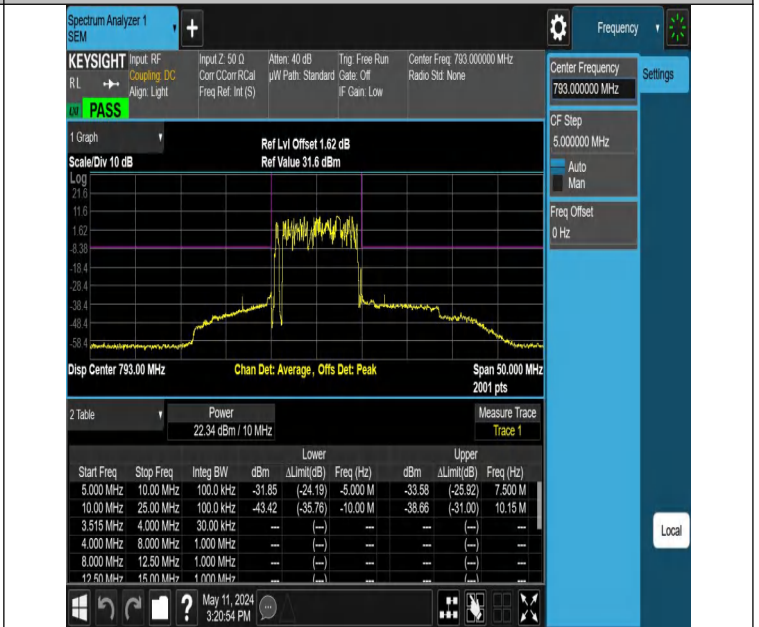 Spectrum Analyzer 1
SEM
+
Frequency
KEYSIGHT
RL
LXI
PASS
Input: RF
Coupling: DC
Align: Light
Input Z: 50 Ω
Corr CCorr RCal
Freq Ref: Int (S)
Atten: 40 dB
µW Path: Standard
Trig: Free Run
Gate: Off
IF Gain: Low
Center Freq: 793.000000 MHz
Radio Std: None
Center Frequency
793.000000 MHz
Settings
CF Step
5.000000 MHz
Auto
Man
Freq Offset
0 Hz
1 Graph
Scale/Div 10 dB
Ref Lvl Offset 1.62 dB
Ref Value 31.6 dBm
Log
21.6
11.6
1.62
-8.38
-18.4
-28.4
-38.4
-48.4
-58.4
Disp Center 793.00 MHz
Chan Det: Average , Offs Det: Peak
Span 50.000 MHz
2001 pts
2 Table
Power
22.34 dBm / 10 MHz
Measure Trace
Trace 1
Lower Upper
Start Freq Stop Freq Integ BW dBm ΔLimit(dB) Freq (Hz) dBm ΔLimit(dB) Freq (Hz)
5.000 MHz 10.00 MHz 100.0 kHz -31.85 (-24.19) -5.000 M -33.58 (-25.92) 7.500 M
10.00 MHz 25.00 MHz 100.0 kHz -43.42 (-35.76) -10.00 M -38.66 (-31.00) 10.15 M
3.515 MHz 4.000 MHz 30.00 kHz --- (---) --- --- (---) ---
4.000 MHz 8.000 MHz 1.000 MHz --- (---) --- --- (---) ---
8.000 MHz 12.50 MHz 1.000 MHz --- (---) --- --- (---) ---
12.50 MHz 15.00 MHz 1.000 MHz --- (---) --- --- (---) ---
Local
?
May 11, 2024
3:20:54 PM